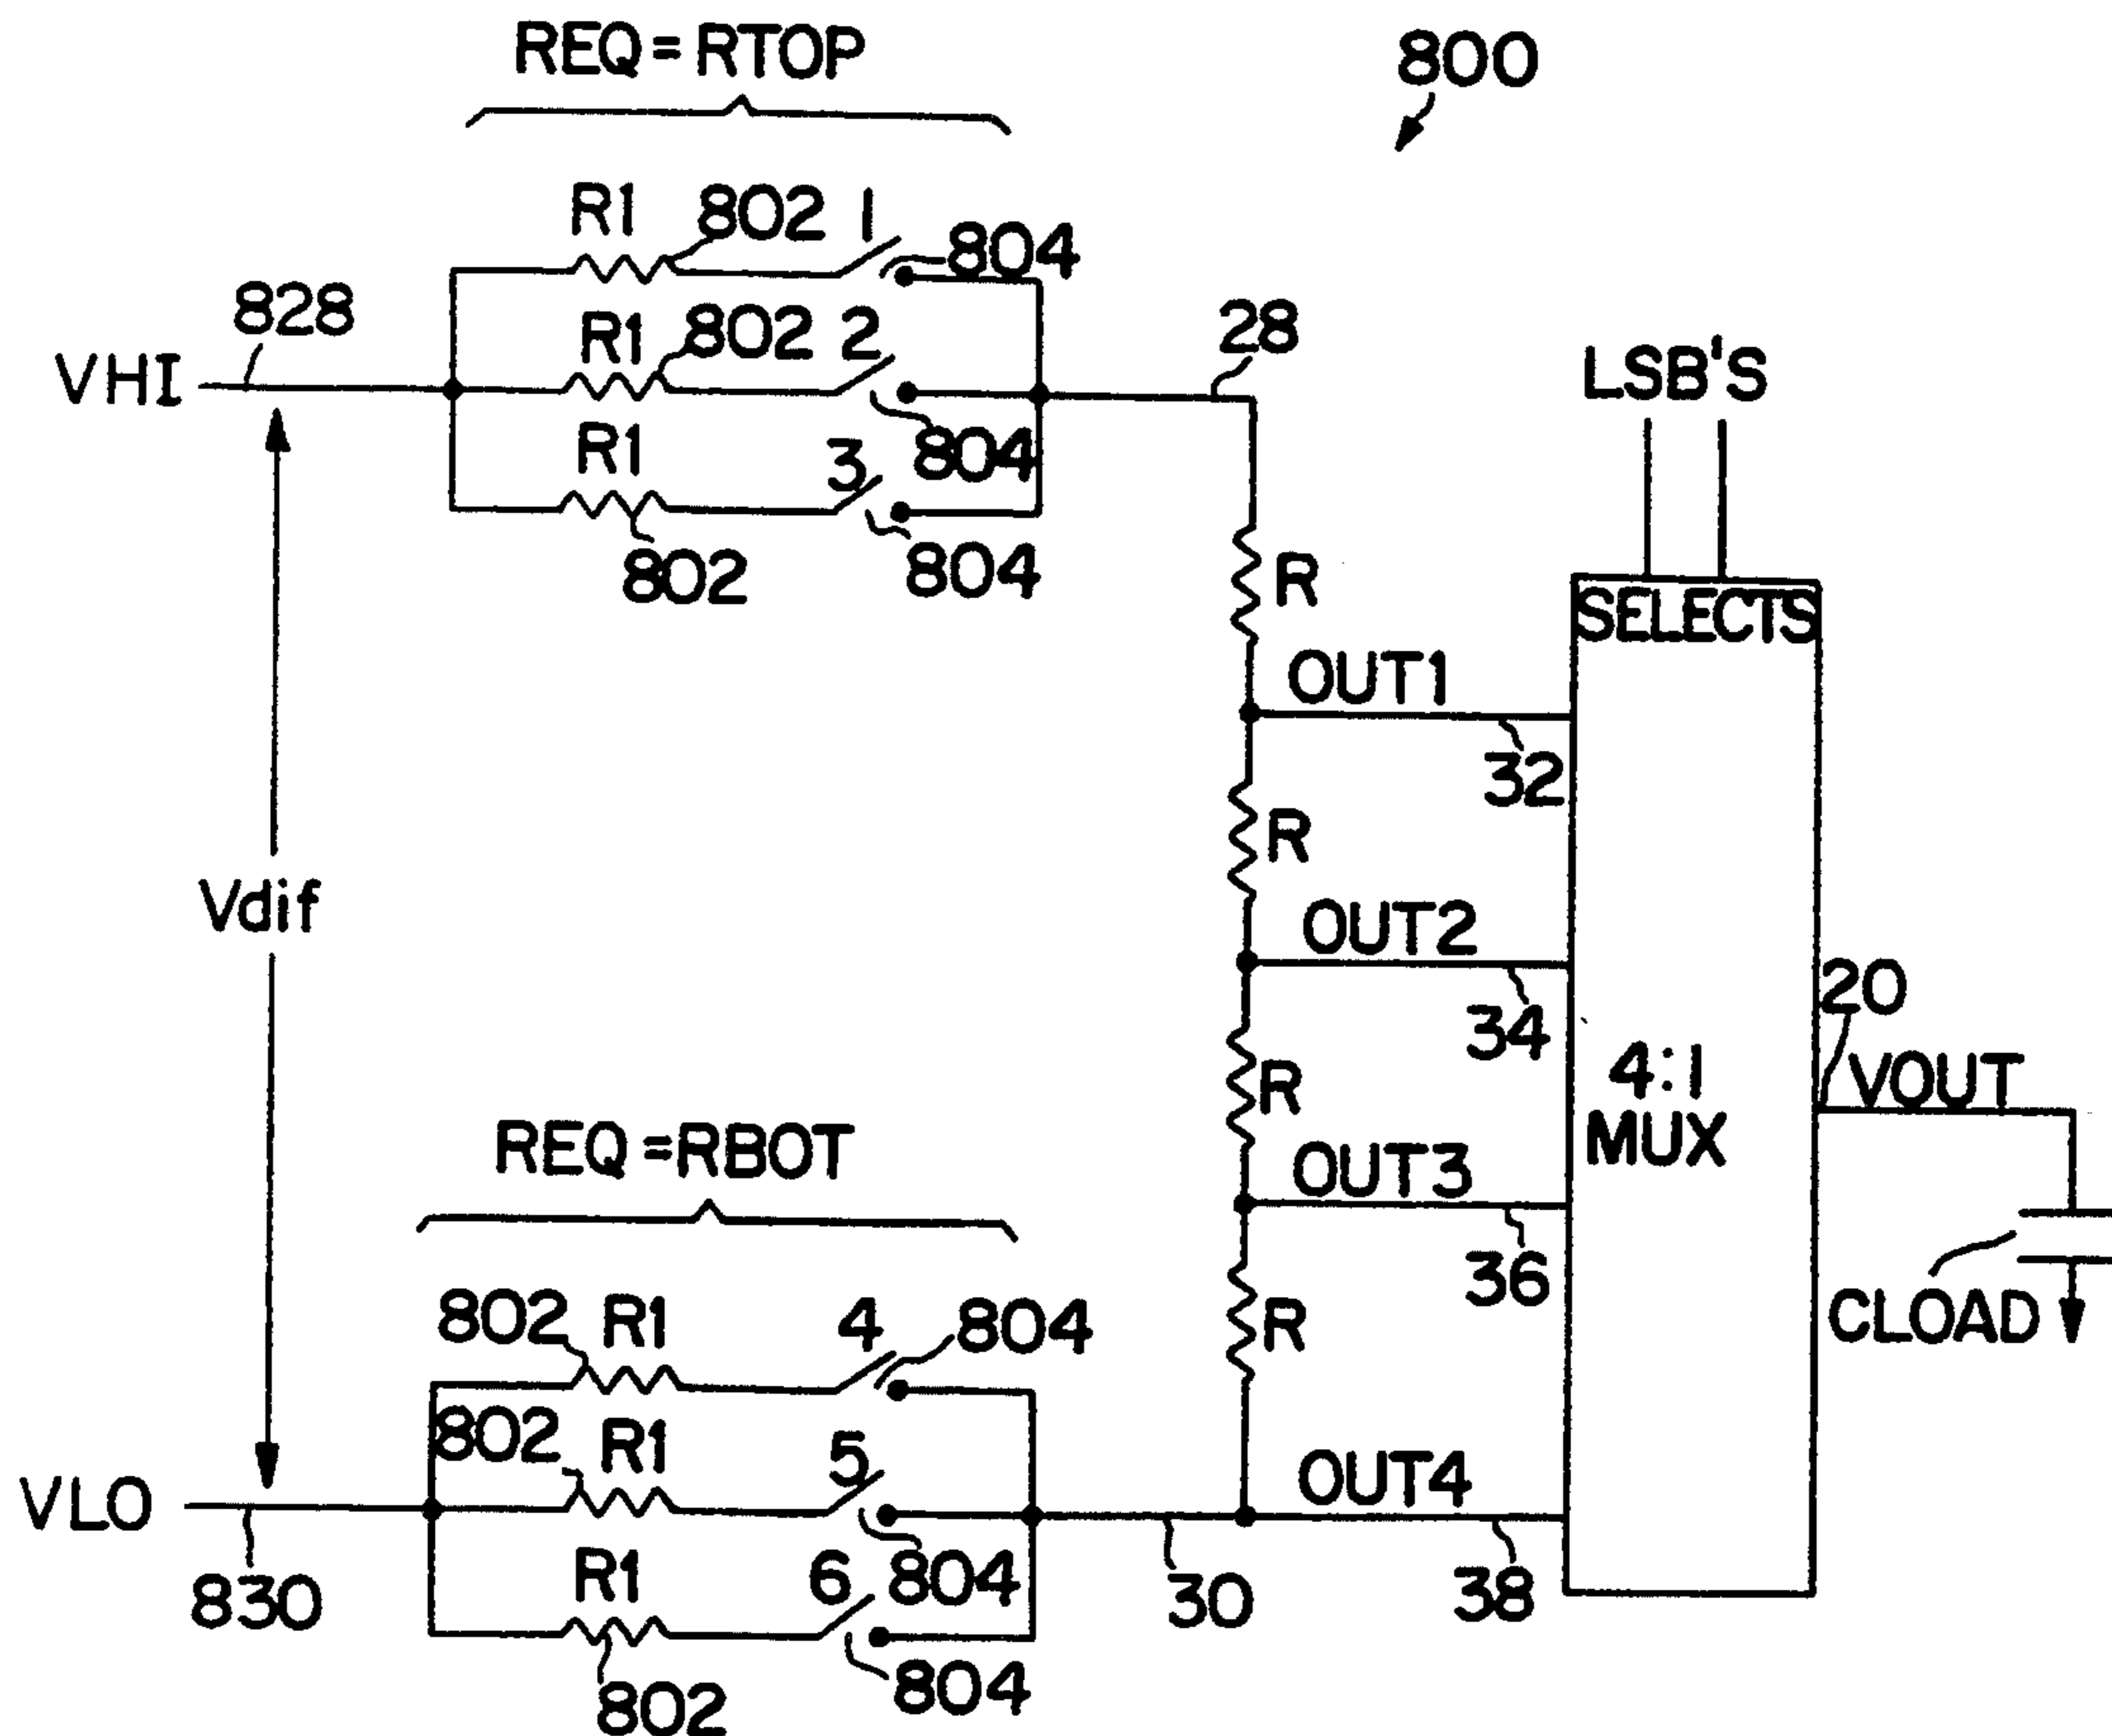 REQ=RTOP
800
R1 802 1 804
828
R1 802 2 804
28
VHI
LSB'S
R1 3
802 804
R
SELECTS
OUT1
32
R
Vdif
OUT2
34
20
R
4:1
MUX
VOUT
REQ=RBOT
OUT3
36
CLOAD
802 R1 4 804
R
802 R1 5 804
OUT4
VLO
830
R1 6
30
38
802 804